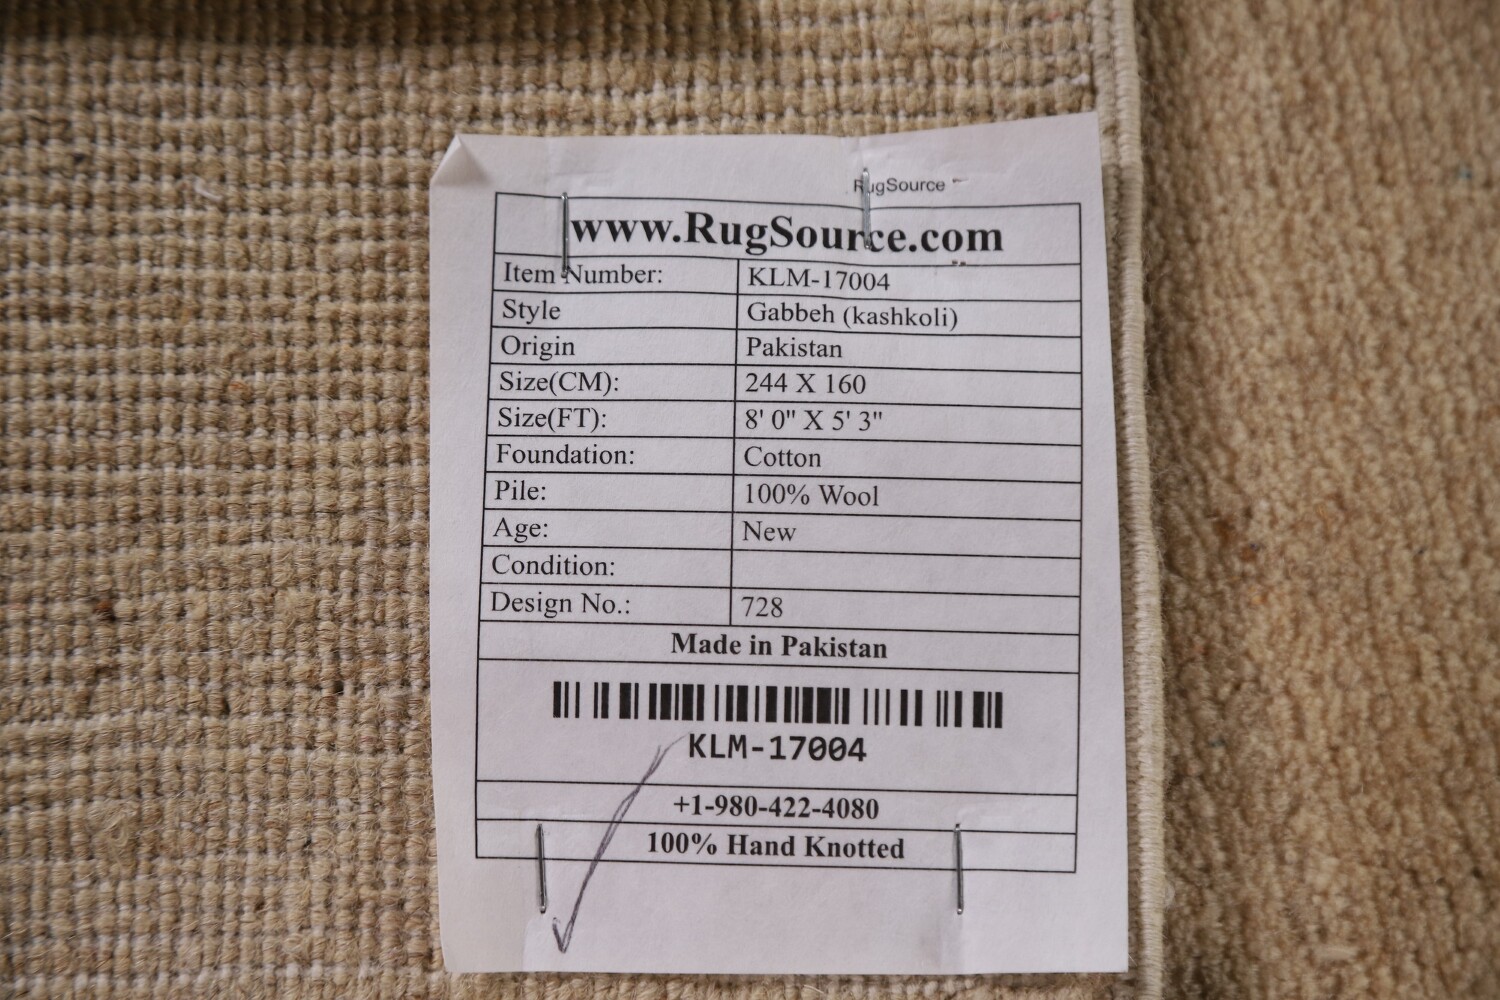 RugSource
www.RugSource.com
Item Number: KLM-17004
Style Gabbeh (kashkoli)
Origin Pakistan
Size(CM): 244 X 160
Size(FT): 8' 0" X 5' 3"
Foundation: Cotton
Pile: 100% Wool
Age: New
Condition:
Design No.: 728
Made in Pakistan
KLM-17004
+1-980-422-4080
100% Hand Knotted